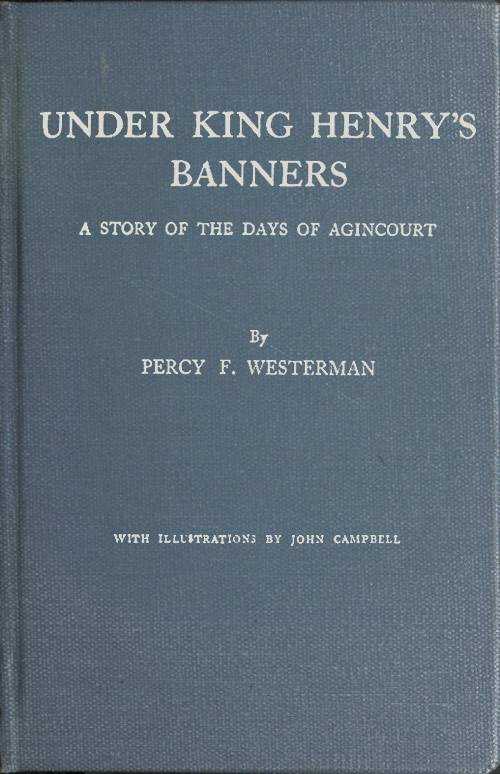 UNDER KING HENRY'S
BANNERS
A STORY OF THE DAYS OF AGINCOURT
By
PERCY F. WESTERMAN
WITH ILLUSTRATIONS BY JOHN CAMPBELL